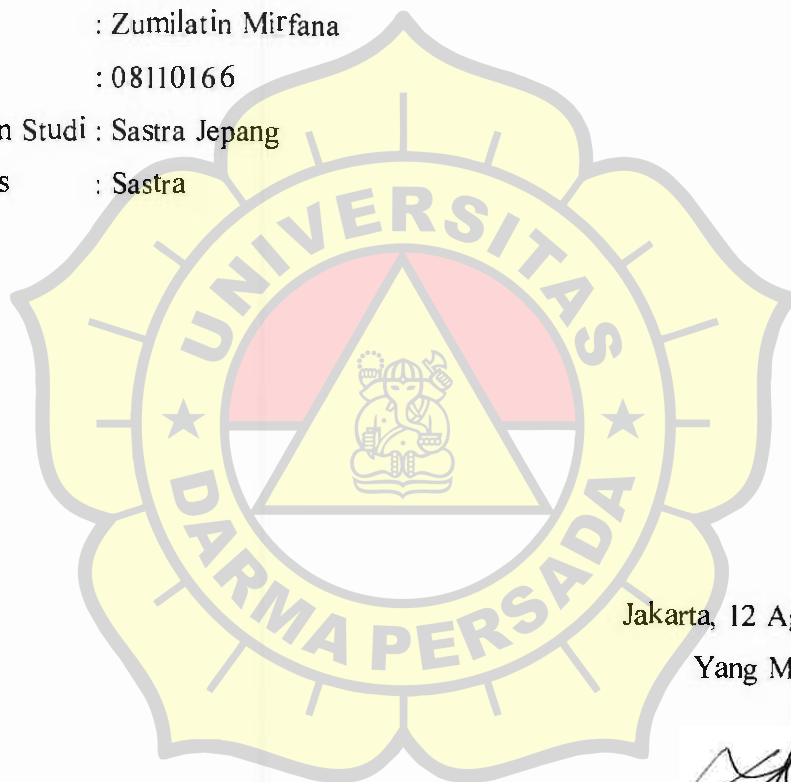 : Zumilatin Mirfana
: 08110166
n Studi : Sastra Jepang
s : Sastra
UNIVERSITAS
DARMA PERSADA
Jakarta, 12 A
Yang M